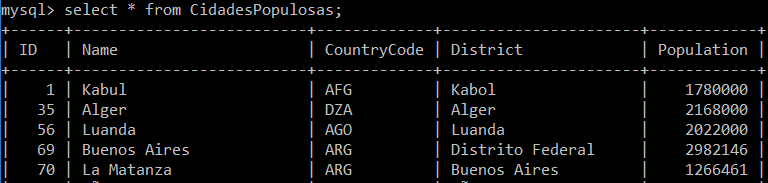 mysql> select * from CidadesPopulosas;
+------+-------------------------+-------------+---------------------+------------+
| ID   | Name                    | CountryCode | District            | Population |
+------+-------------------------+-------------+---------------------+------------+
|    1 | Kabul                   | AFG         | Kabol               |    1780000 |
|   35 | Alger                   | DZA         | Alger               |    2168000 |
|   56 | Luanda                  | AGO         | Luanda              |    2022000 |
|   69 | Buenos Aires            | ARG         | Distrito Federal    |    2982146 |
|   70 | La Matanza              | ARG         | Buenos Aires        |    1266461 |